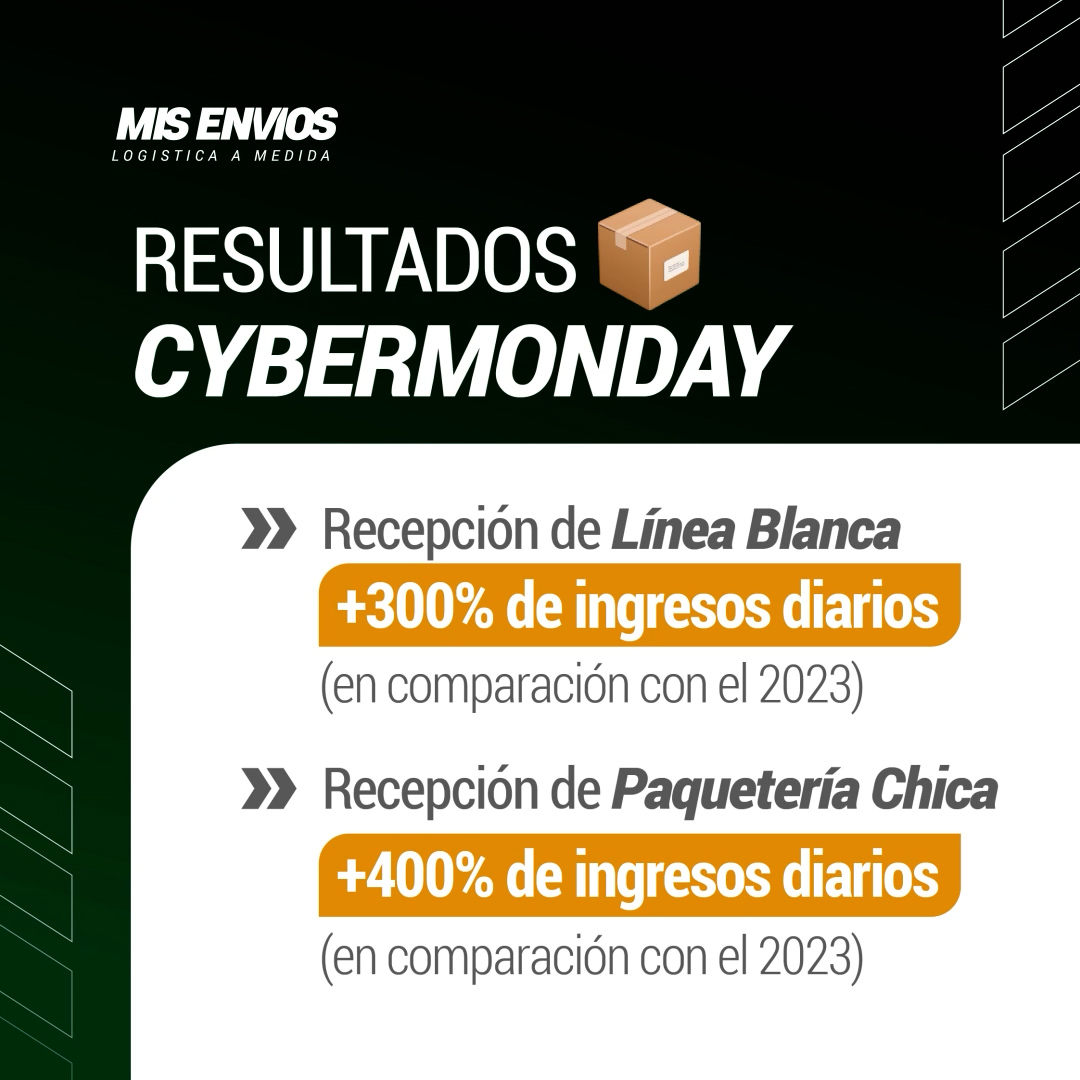 MIS ENVIOS
LOGISTICA A MEDIDA
RESULTADOS
CYBERMONDAY
Recepción de Línea Blanca
+300% de ingresos diarios
(en comparación con el 2023)
Recepción de Paquetería Chica
+400% de ingresos diarios
(en comparación con el 2023)